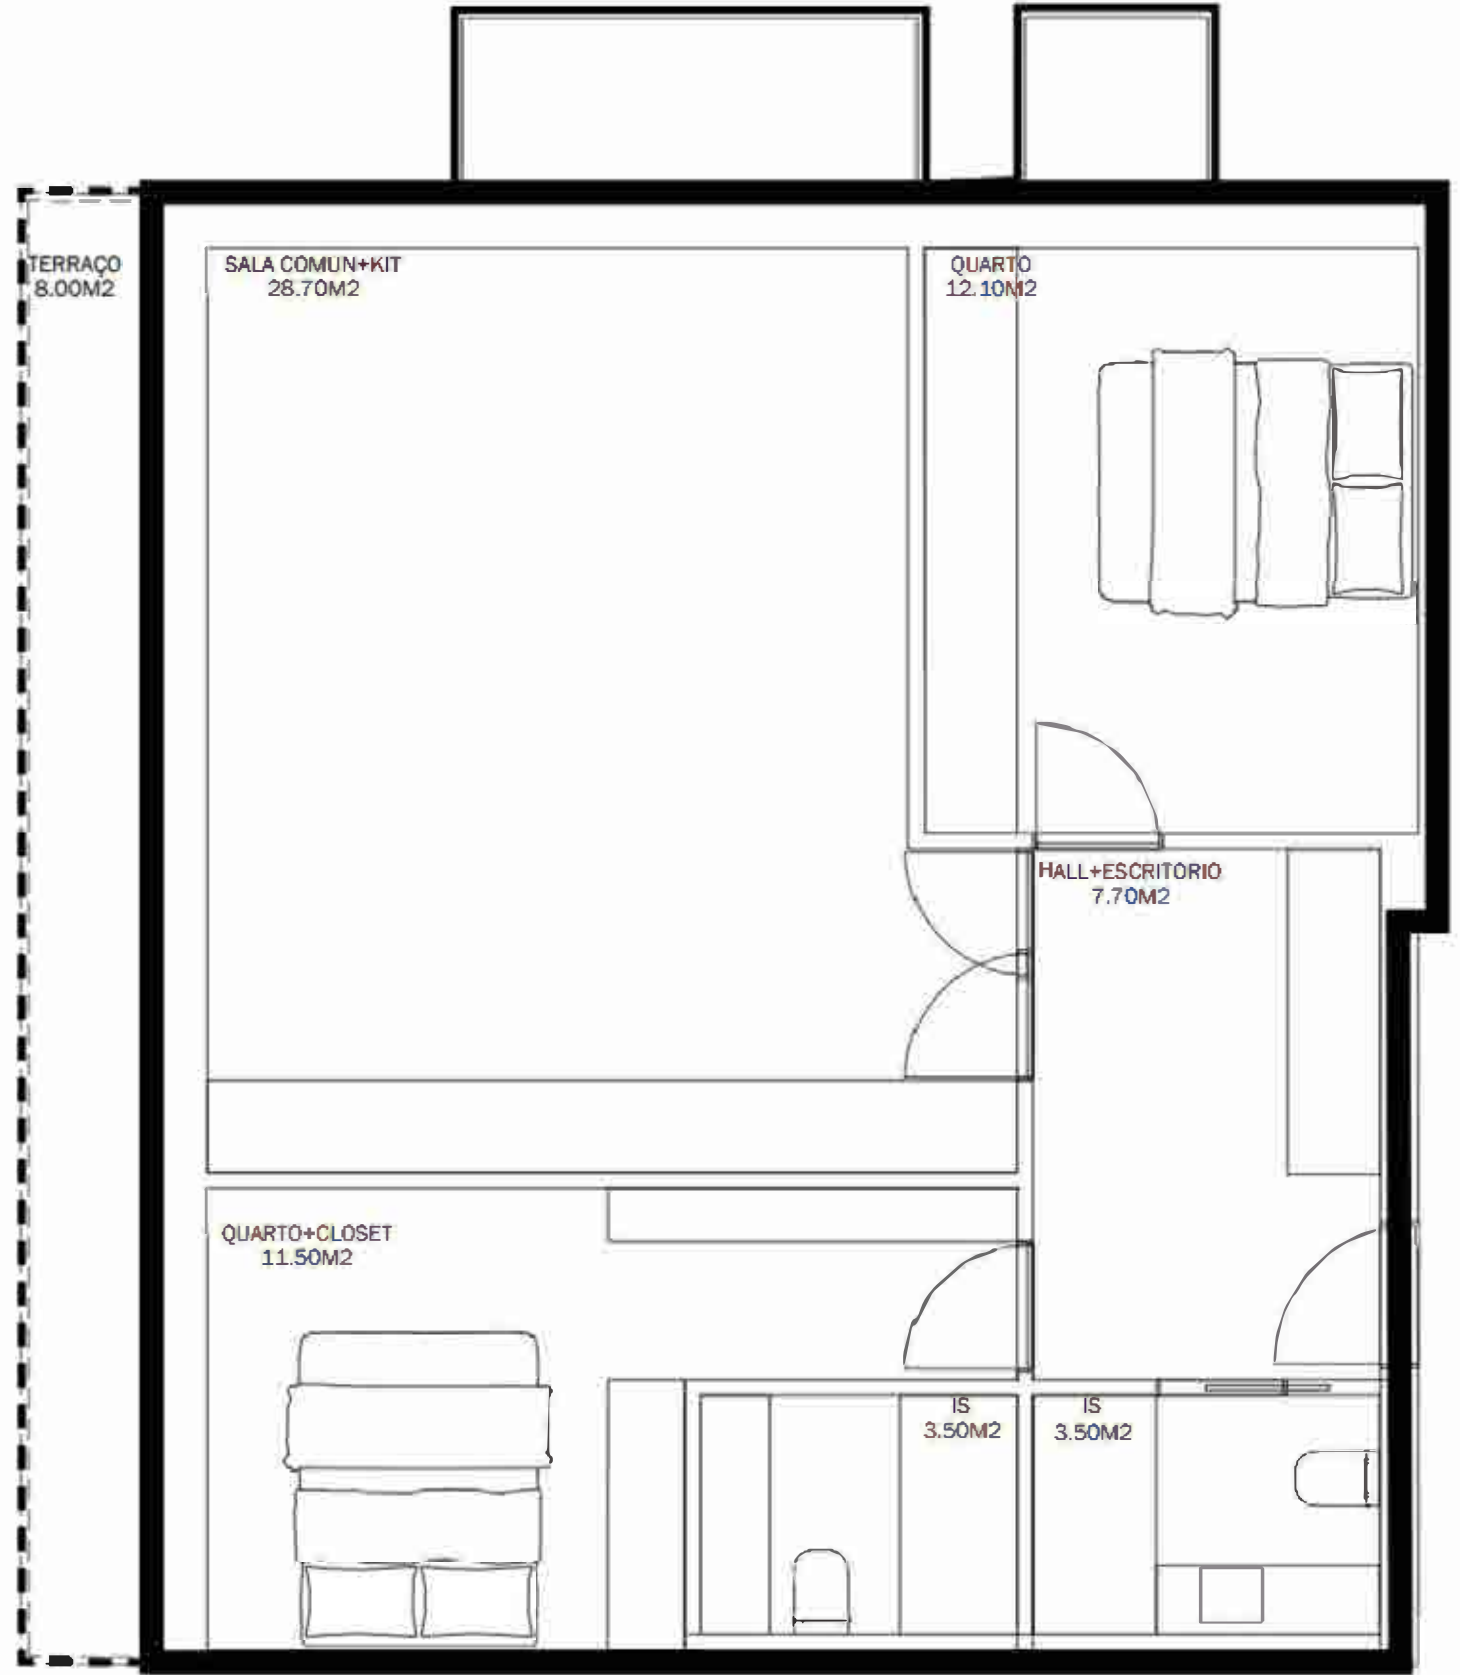 TERRAÇO
8.00M2
SALA COMUN+KIT
28.70M2
QUARTO
12.10M2
HALL+ESCRITORIO
7.70M2
QUARTO+CLOSET
11.50M2
IS
3.50M2
IS
3.50M2